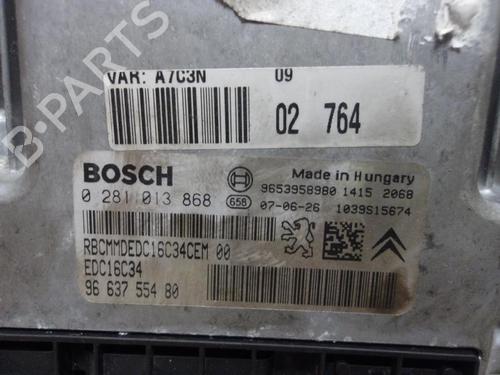 VAR: A7C3N 09
02 764
BOSCH
Made in Hungary
0 281 013 868
9653958980 1415 2068
658 07-06-26 1039S15674
RBCMMDEDC16C34CEM 00
EDC16C34
96 637 554 80
B-PARTS